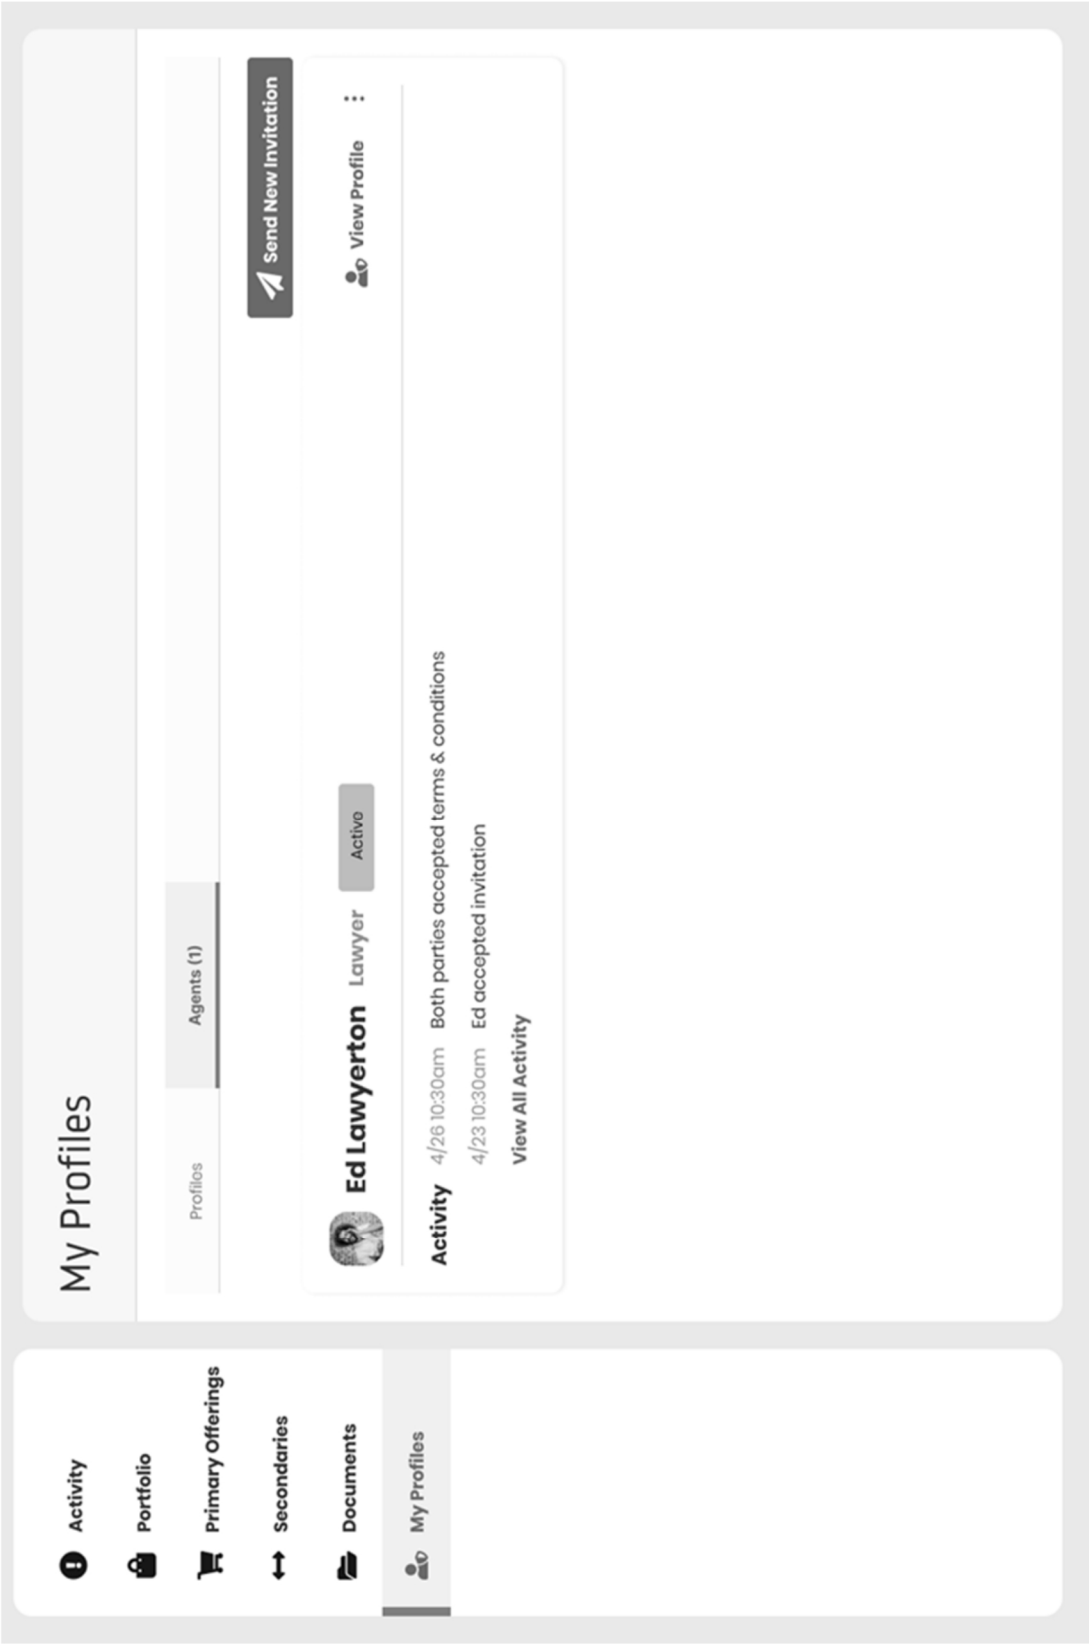 Activity
Portfolio
Primary Offerings
Secondaries
Documents
My Profiles
My Profiles
Profiles
Agents (1)
Send New Invitation
Ed Lawyerton Lawyer Active
View Profile
Activity 4/26 10:30am Both parties accepted terms & conditions
4/23 10:30am Ed accepted invitation
View All Activity